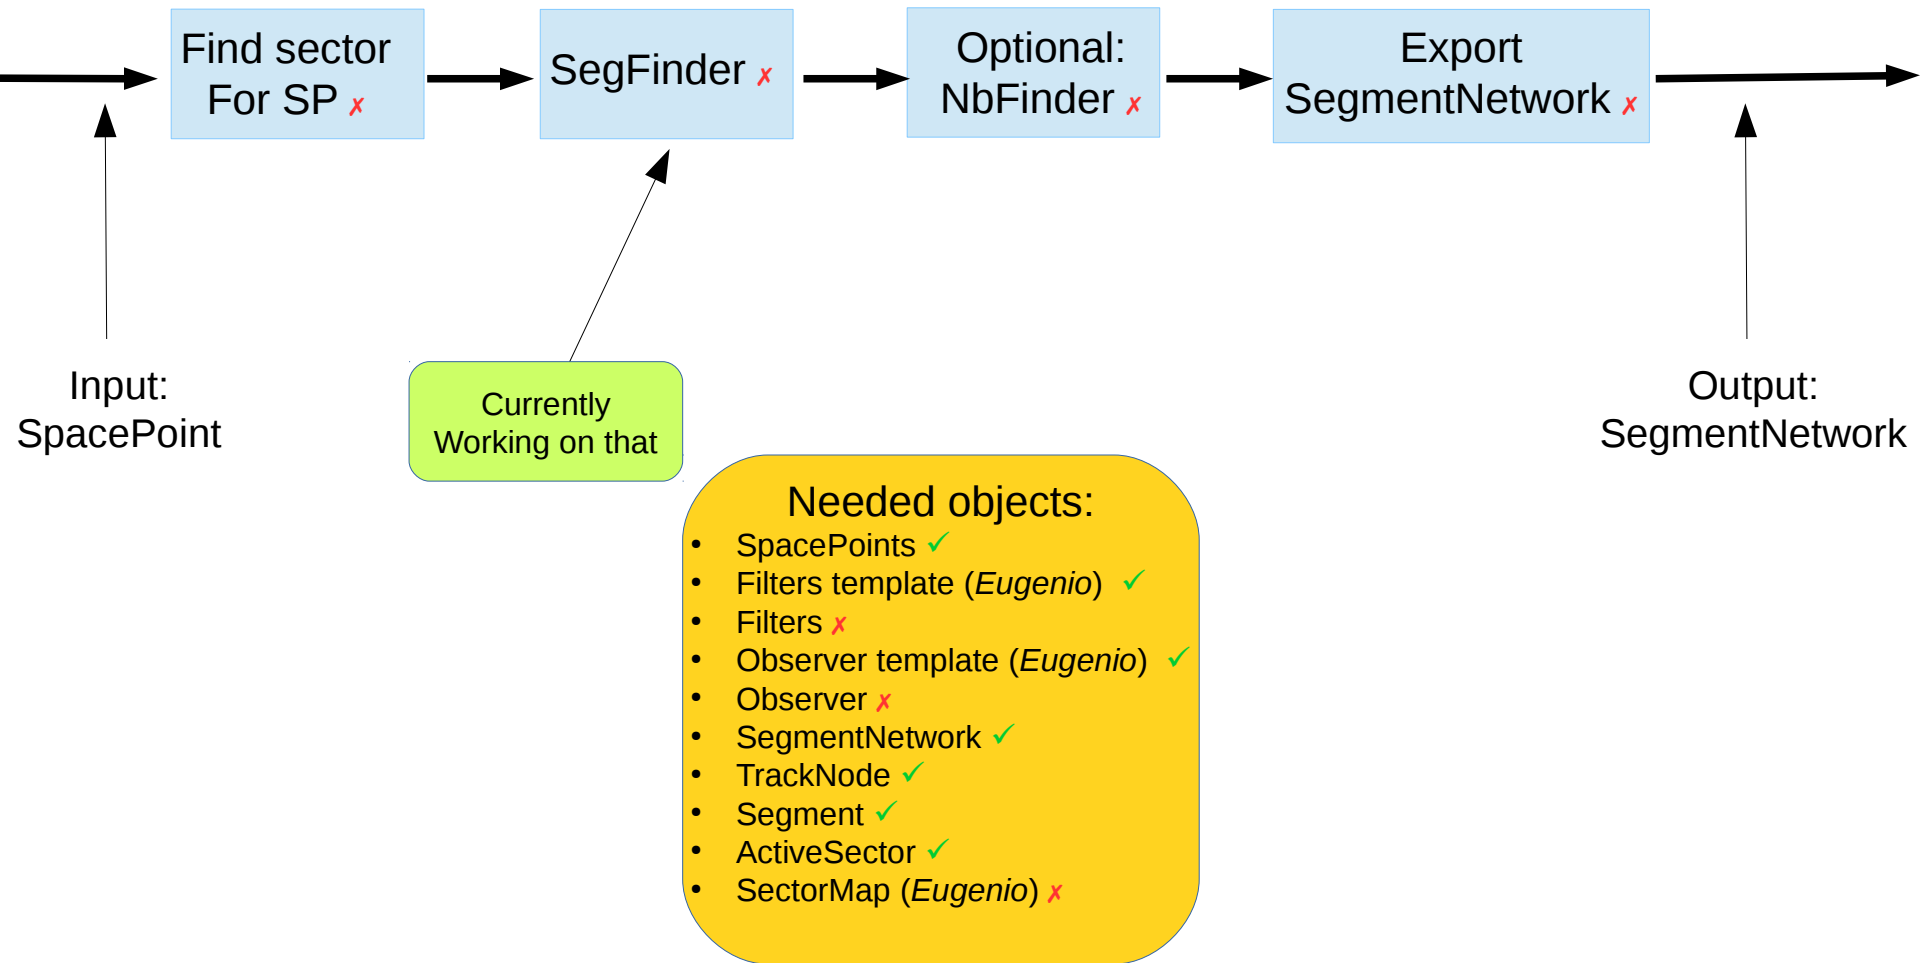 Find sector
For SP ✗
SegFinder ✗
Optional:
NbFinder ✗
Export
SegmentNetwork ✗
Input:
SpacePoint
Currently
Working on that
Output:
SegmentNetwork
Needed objects:
• SpacePoints ✓
• Filters template (Eugenio) ✓
• Filters ✗
• Observer template (Eugenio) ✓
• Observer ✗
• SegmentNetwork ✓
• TrackNode ✓
• Segment ✓
• ActiveSector ✓
• SectorMap (Eugenio) ✗